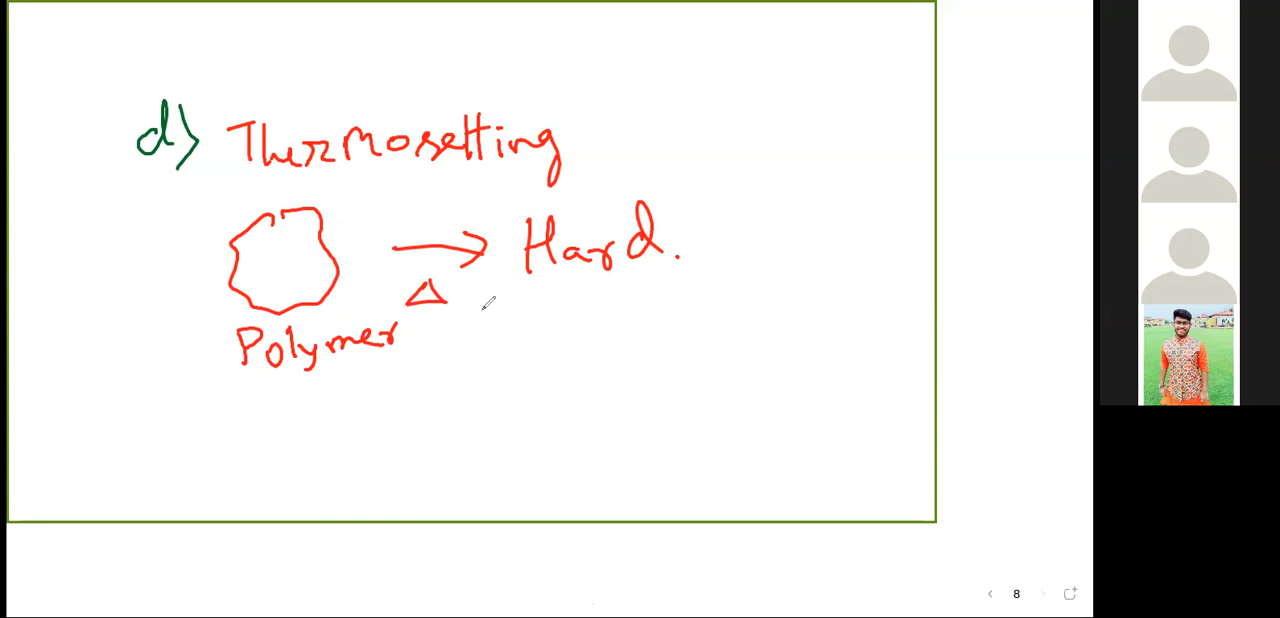 d) Thermosetting
→ Hard.
Δ
Polymer
8